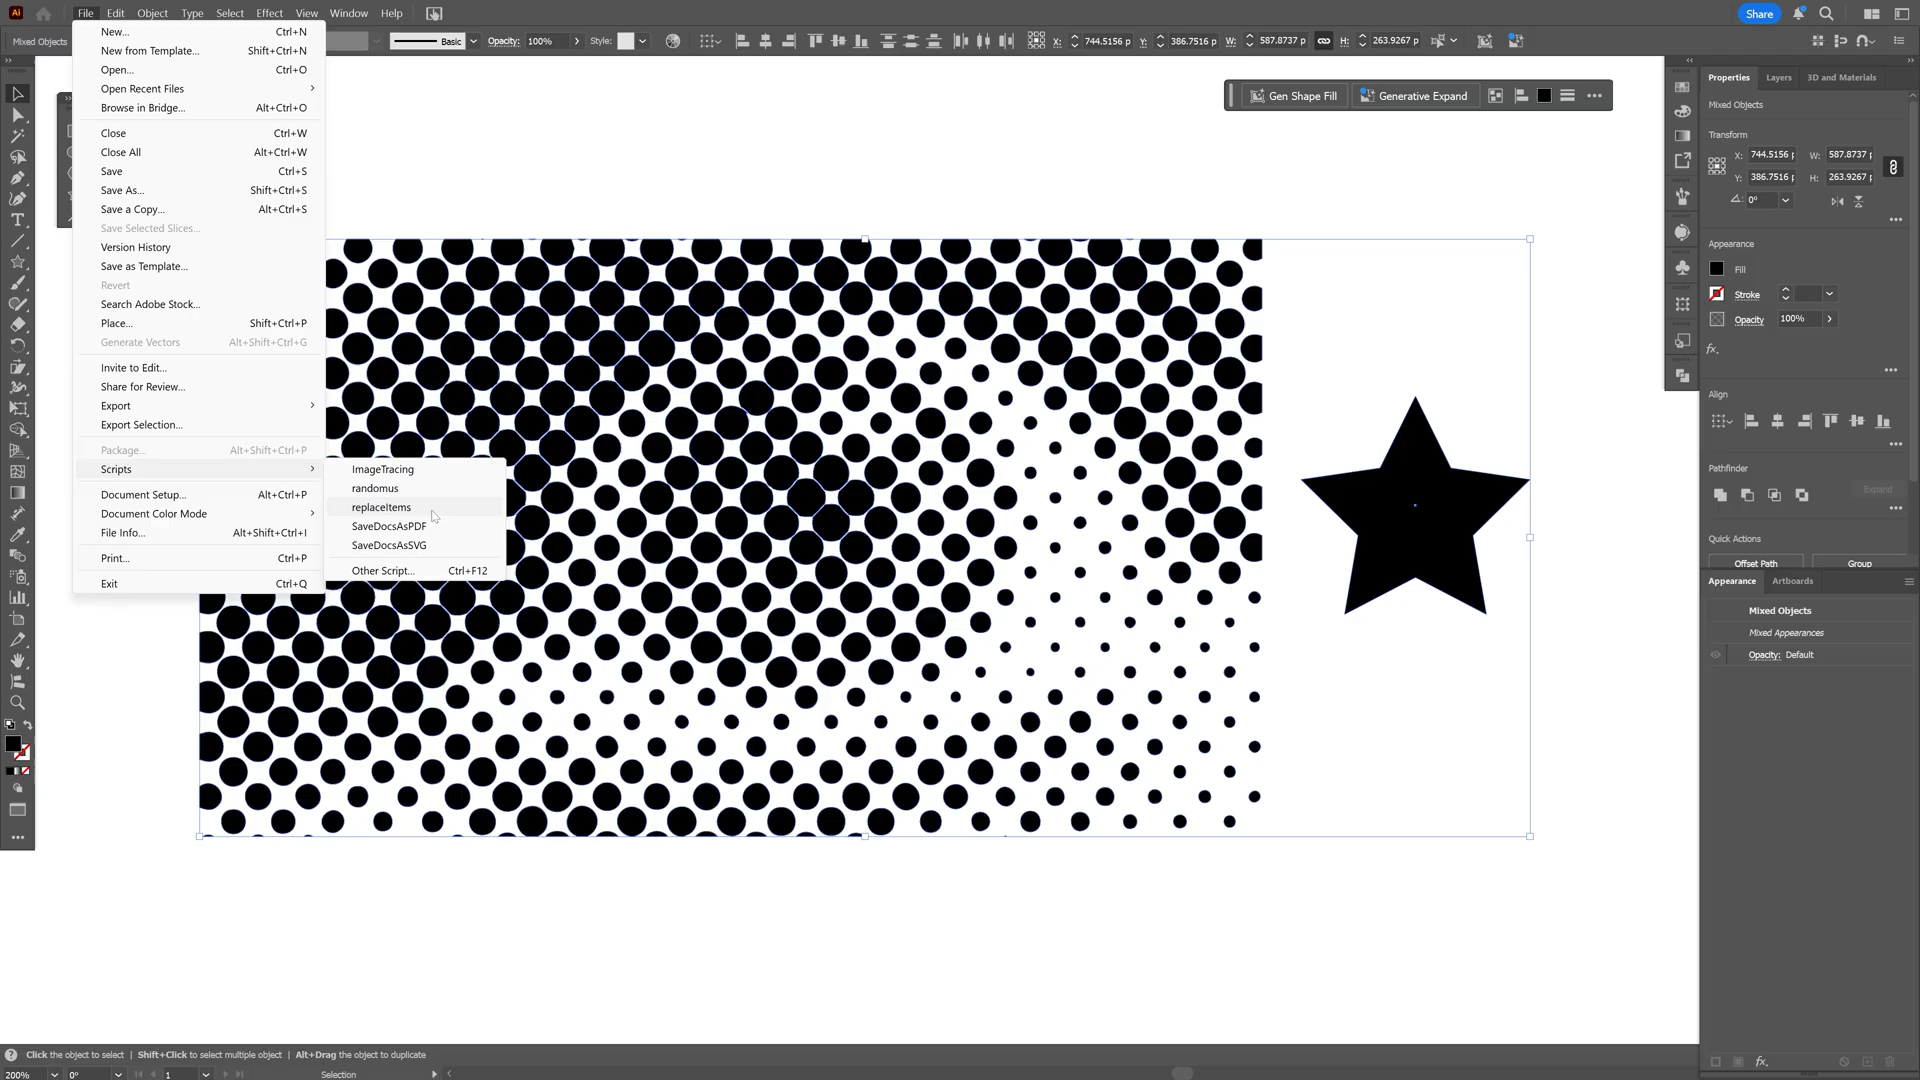 Ai File Edit Object Type Select Effect View Window Help Share
Mixed Objects Basic Opacity: 100% Style: X: 744.5156 p Y: 386.7516 p W: 587.8737 p H: 263.9267 p
New... Ctrl+N
New from Template... Shift+Ctrl+N
Open... Ctrl+O
Open Recent Files
Browse in Bridge... Alt+Ctrl+O
Close Ctrl+W
Close All Alt+Ctrl+W
Save Ctrl+S
Save As... Shift+Ctrl+S
Save a Copy... Alt+Ctrl+S
Save Selected Slices...
Version History
Save as Template...
Revert
Search Adobe Stock...
Place... Shift+Ctrl+P
Generate Vectors Alt+Shift+Ctrl+G
Invite to Edit...
Share for Review...
Export
Export Selection...
Package... Alt+Shift+Ctrl+P
Scripts
Document Setup... Alt+Ctrl+P
Document Color Mode
File Info... Alt+Shift+Ctrl+I
Print... Ctrl+P
Exit Ctrl+Q
ImageTracing
randomus
replaceItems
SaveDocsAsPDF
SaveDocsAsSVG
Other Script... Ctrl+F12
Gen Shape Fill Generative Expand
Properties Layers 3D and Materials
Mixed Objects
Transform
X: 744.5156 p W: 587.8737 p
Y: 386.7516 p H: 263.9267 p
0°
Appearance
Fill
Stroke
Opacity 100%
fx.
Align
Pathfinder
Expand
Quick Actions
Offset Path Group
Appearance Artboards
Mixed Objects
Mixed Appearances
Opacity: Default
fx.
Click the object to select | Shift+Click to select multiple object | Alt+Drag the object to duplicate
200% 0° 1 Selection